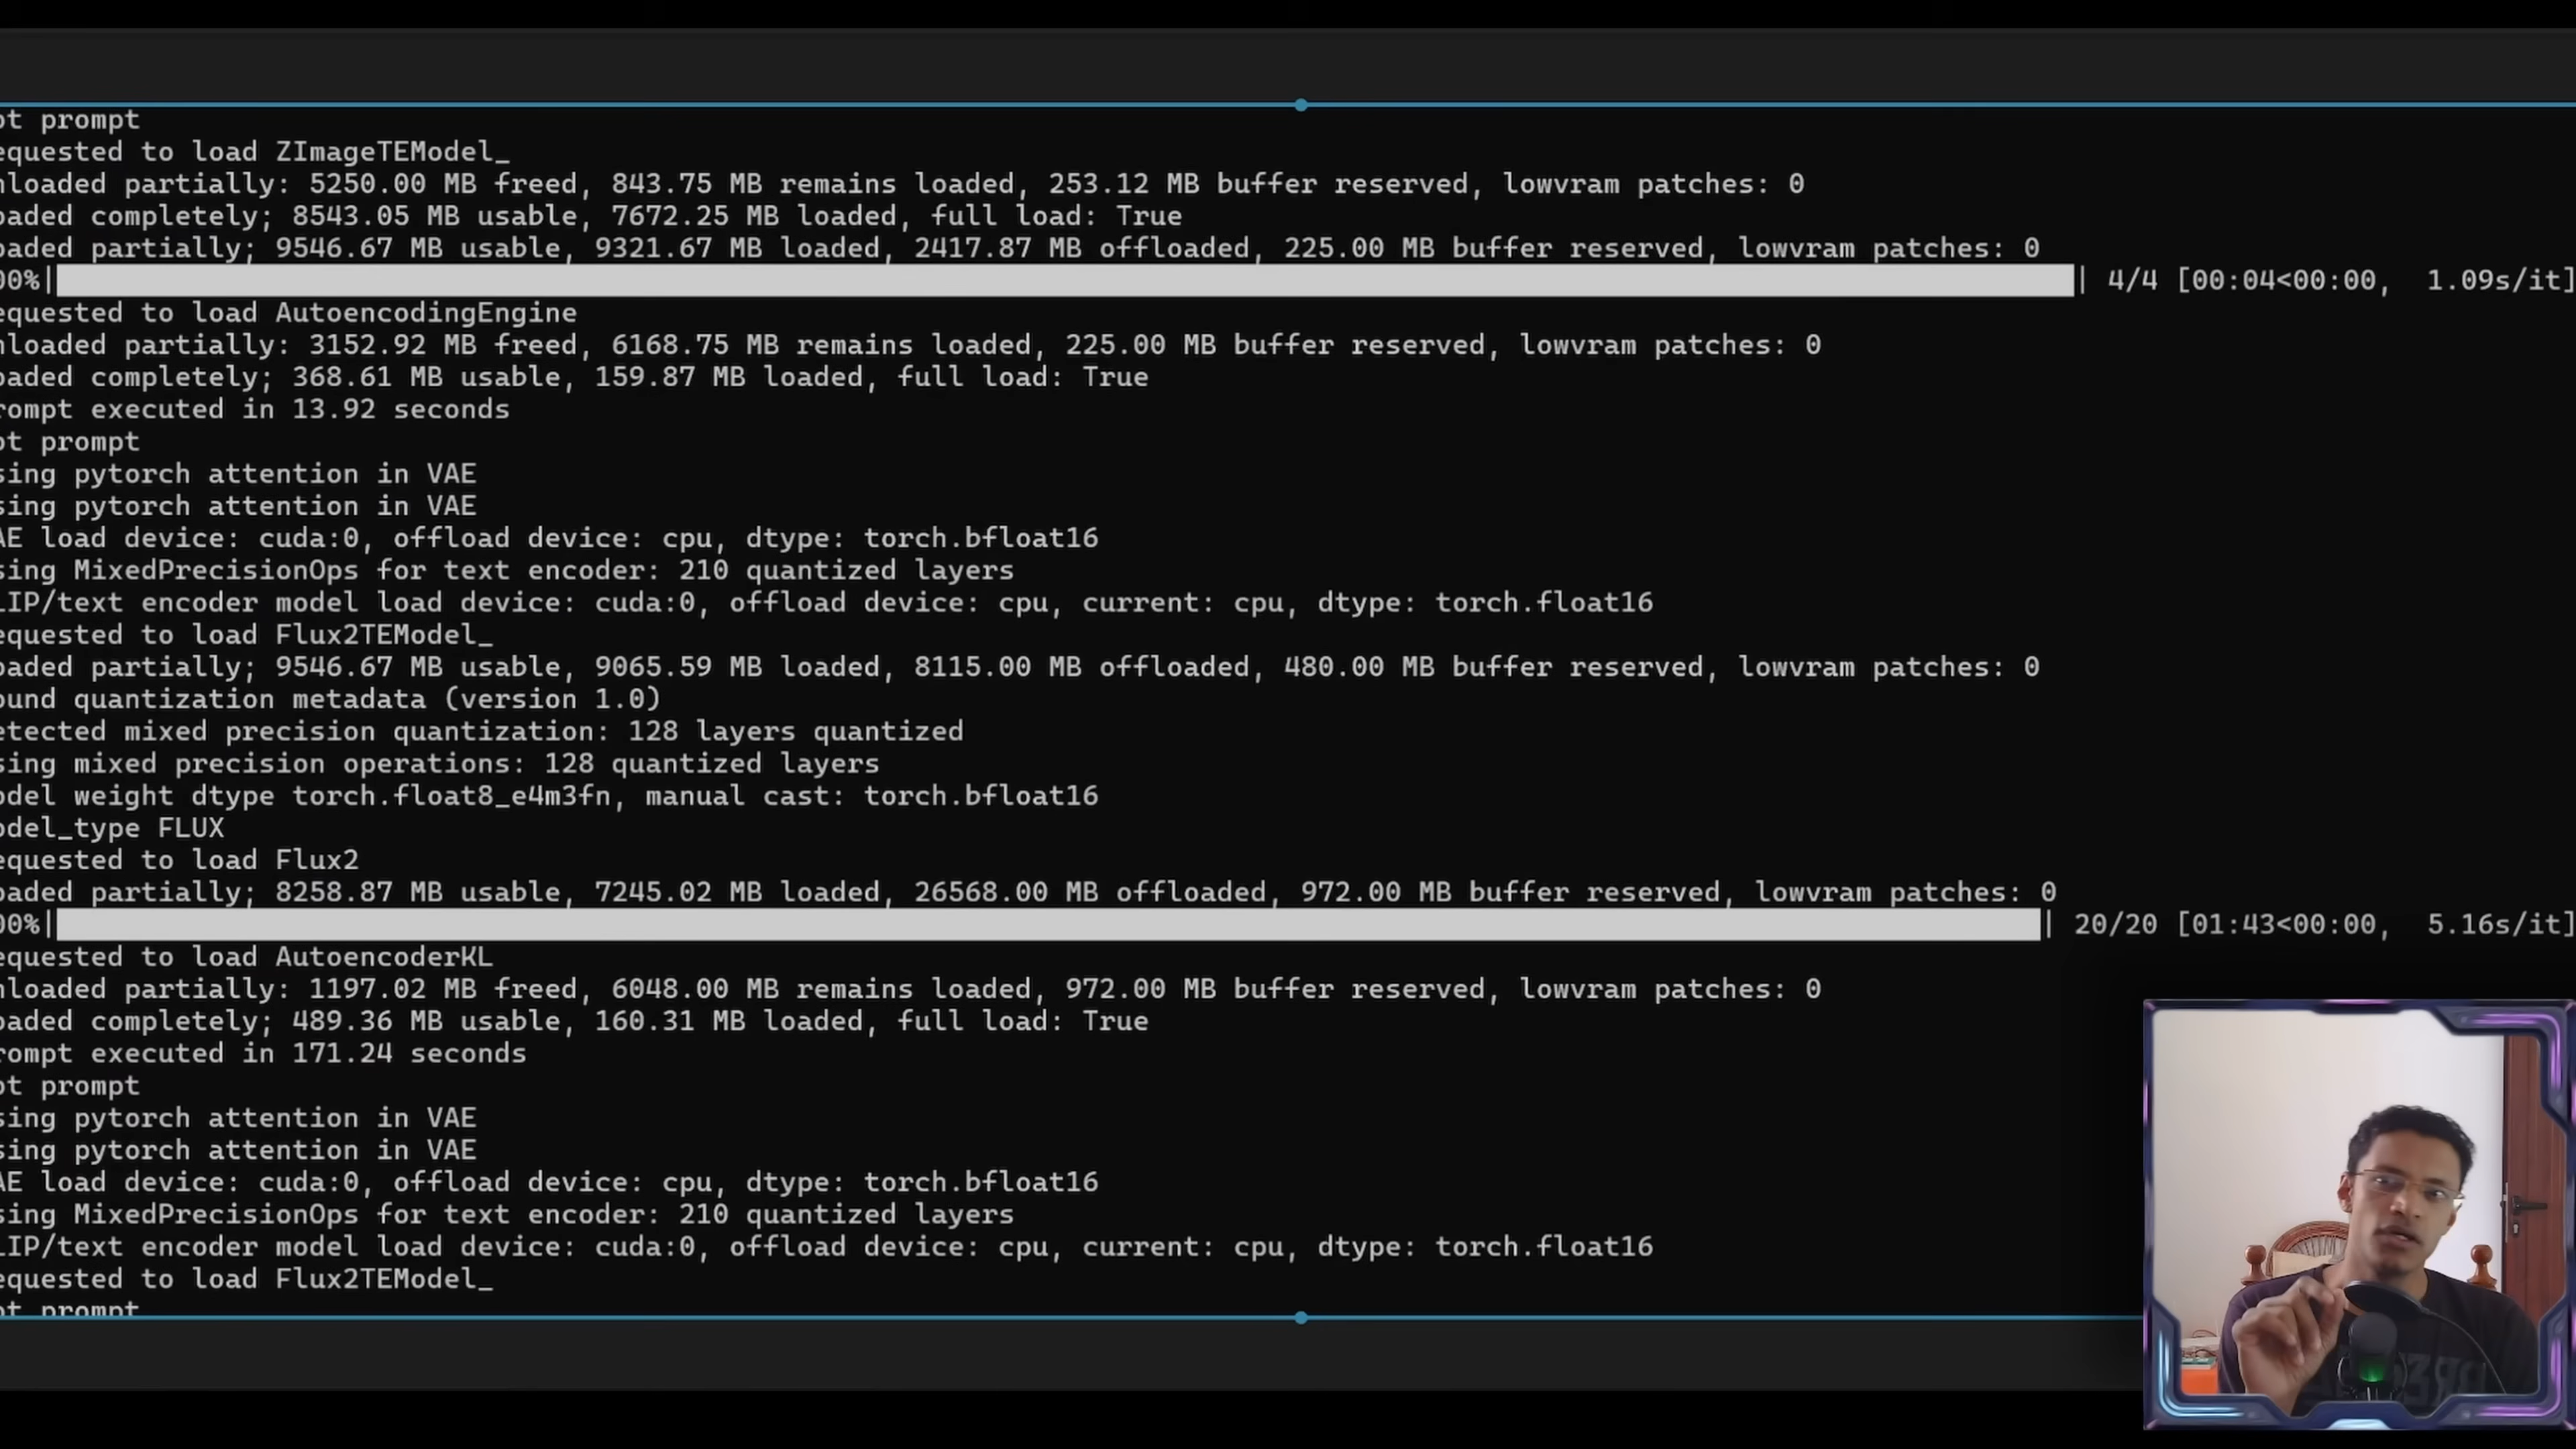 ot prompt
equested to load ZImageTEModel_
nloaded partially: 5250.00 MB freed, 843.75 MB remains loaded, 253.12 MB buffer reserved, lowvram patches: 0
oaded completely; 8543.05 MB usable, 7672.25 MB loaded, full load: True
oaded partially; 9546.67 MB usable, 9321.67 MB loaded, 2417.87 MB offloaded, 225.00 MB buffer reserved, lowvram patches: 0
00%| | 4/4 [00:04<00:00, 1.09s/it]
equested to load AutoencodingEngine
nloaded partially: 3152.92 MB freed, 6168.75 MB remains loaded, 225.00 MB buffer reserved, lowvram patches: 0
oaded completely; 368.61 MB usable, 159.87 MB loaded, full load: True
rompt executed in 13.92 seconds
ot prompt
sing pytorch attention in VAE
sing pytorch attention in VAE
AE load device: cuda:0, offload device: cpu, dtype: torch.bfloat16
sing MixedPrecisionOps for text encoder: 210 quantized layers
LIP/text encoder model load device: cuda:0, offload device: cpu, current: cpu, dtype: torch.float16
equested to load Flux2TEModel_
oaded partially; 9546.67 MB usable, 9065.59 MB loaded, 8115.00 MB offloaded, 480.00 MB buffer reserved, lowvram patches: 0
ound quantization metadata (version 1.0)
etected mixed precision quantization: 128 layers quantized
sing mixed precision operations: 128 quantized layers
odel weight dtype torch.float8_e4m3fn, manual cast: torch.bfloat16
odel_type FLUX
equested to load Flux2
oaded partially; 8258.87 MB usable, 7245.02 MB loaded, 26568.00 MB offloaded, 972.00 MB buffer reserved, lowvram patches: 0
00%| | 20/20 [01:43<00:00, 5.16s/it]
equested to load AutoencoderKL
nloaded partially: 1197.02 MB freed, 6048.00 MB remains loaded, 972.00 MB buffer reserved, lowvram patches: 0
oaded completely; 489.36 MB usable, 160.31 MB loaded, full load: True
rompt executed in 171.24 seconds
ot prompt
sing pytorch attention in VAE
sing pytorch attention in VAE
AE load device: cuda:0, offload device: cpu, dtype: torch.bfloat16
sing MixedPrecisionOps for text encoder: 210 quantized layers
LIP/text encoder model load device: cuda:0, offload device: cpu, current: cpu, dtype: torch.float16
equested to load Flux2TEModel_
ot prompt